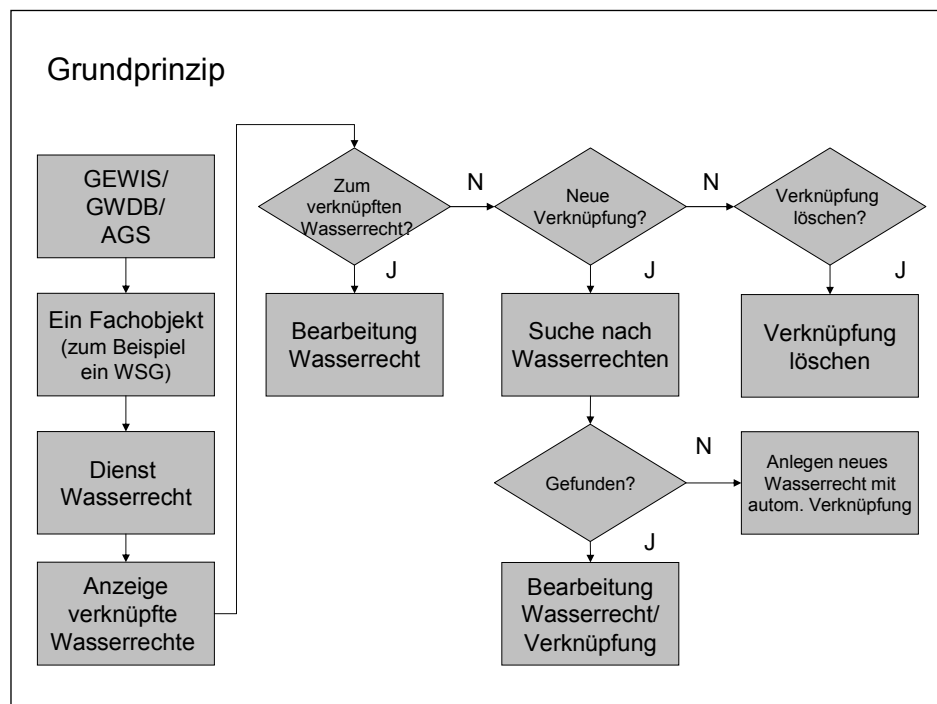 Grundprinzip
GEWIS/
GWDB/
AGS
Ein Fachobjekt
(zum Beispiel
ein WSG)
Dienst
Wasserrecht
Anzeige
verknüpfte
Wasserrechte
Zum
verknüpften
Wasserrecht?
N
J
Bearbeitung
Wasserrecht
Neue
Verknüpfung?
N
J
Suche nach
Wasserrechten
Gefunden?
N
J
Bearbeitung
Wasserrecht/
Verknüpfung
Verknüpfung
löschen?
J
Verknüpfung
löschen
Anlegen neues
Wasserrecht mit
autom. Verknüpfung